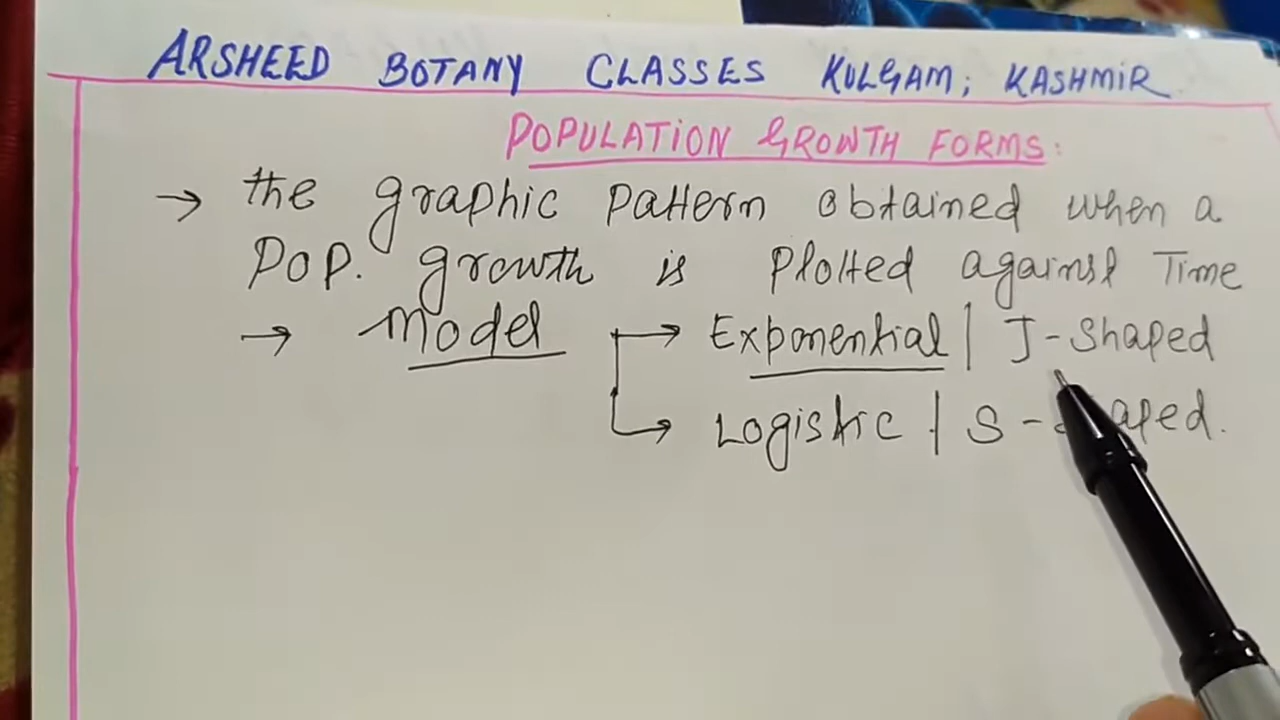 ARSHEED BOTANY CLASSES KULGAM; KASHMIR
POPULATION GROWTH FORMS:
→ the graphic pattern obtained when a
Pop. growth is plotted against Time
→ Model → Exponential | J-Shaped
→ Logistic | S-Shaped.